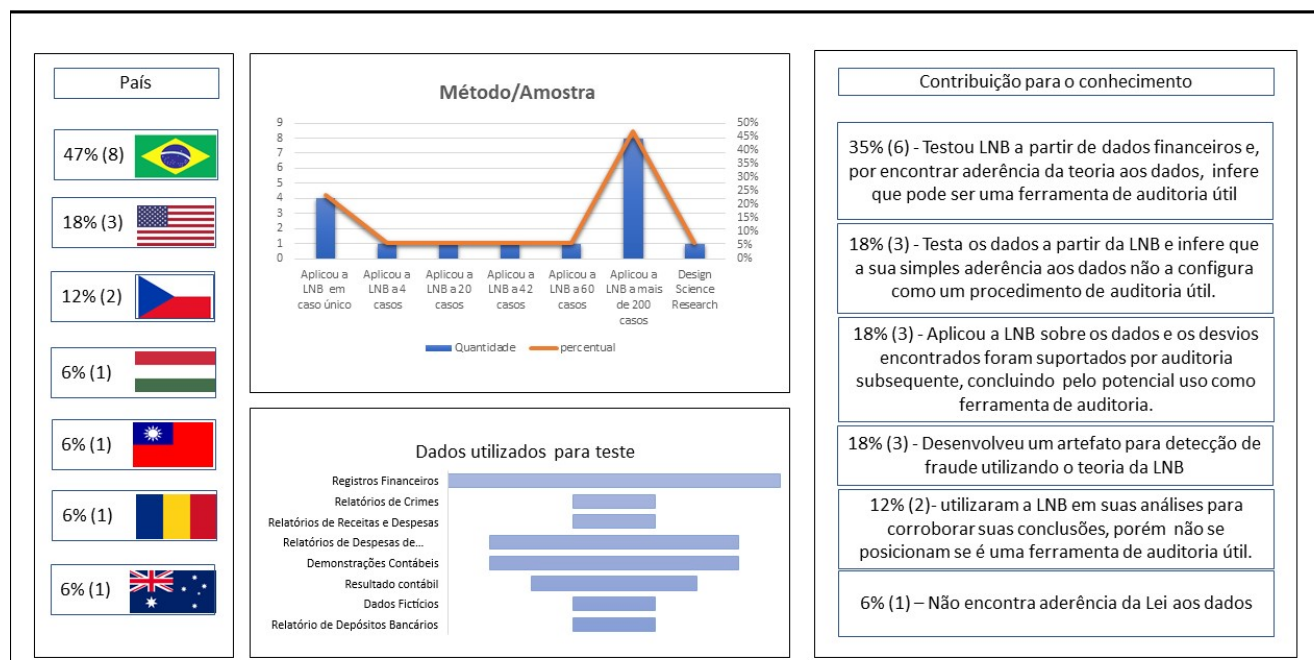 País
47% (8)
18% (3)
12% (2)
6% (1)
6% (1)
6% (1)
6% (1)
Método/Amostra
9
8
7
6
5
4
3
2
1
0
50%
45%
40%
35%
30%
25%
20%
15%
10%
5%
0%
Aplicou a
LNB em
caso único
Aplicou a
LNB a 4
casos
Aplicou a
LNB a 20
casos
Aplicou a
LNB a 42
casos
Aplicou a
LNB a 60
casos
Aplicou a
LNB a mais
de 200
casos
Design
Science
Research
Quantidade
percentual
Dados utilizados para teste
Registros Financeiros
Relatórios de Crimes
Relatórios de Receitas e Despesas
Relatórios de Despesas de...
Demonstrações Contábeis
Resultado contábil
Dados Fictícios
Relatório de Depósitos Bancários
Contribuição para o conhecimento
35% (6) - Testou LNB a partir de dados financeiros e,
por encontrar aderência da teoria aos dados, infere
que pode ser uma ferramenta de auditoria útil
18% (3) - Testa os dados a partir da LNB e infere que
a sua simples aderência aos dados não a configura
como um procedimento de auditoria útil.
18% (3) - Aplicou a LNB sobre os dados e os desvios
encontrados foram suportados por auditoria
subsequente, concluindo pelo potencial uso como
ferramenta de auditoria.
18% (3) - Desenvolveu um artefato para detecção de
fraude utilizando o teoria da LNB
12% (2)- utilizaram a LNB em suas análises para
corroborar suas conclusões, porém não se
posicionam se é uma ferramenta de auditoria útil.
6% (1) – Não encontra aderência da Lei aos dados